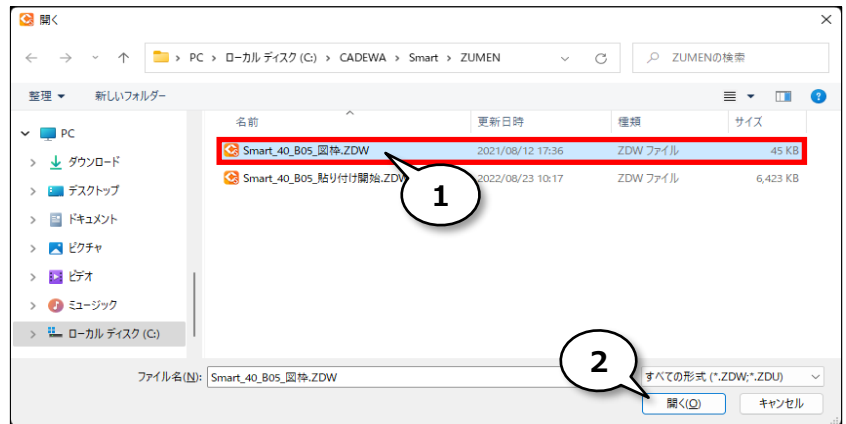 開く
PC › ローカル ディスク (C:) › CADEWA › Smart › ZUMEN
ZUMENの検索
整理 新しいフォルダー
名前 更新日時 種類 サイズ
PC
Smart_40_B05_図枠.ZDW 2021/08/12 17:36 ZDW ファイル 45 KB
ダウンロード
Smart_40_B05_貼り付け開始.ZDW 2022/08/23 10:17 ZDW ファイル 6,423 KB
1
デスクトップ
ドキュメント
ピクチャ
ビデオ
ミュージック
ローカル ディスク (C:)
2
ファイル名(N): Smart_40_B05_図枠.ZDW すべての形式 (*.ZDW;*.ZDU)
開く(O) キャンセル